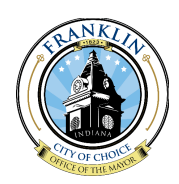 FRANKLIN
1823
INDIANA
CITY OF CHOICE
OFFICE OF THE MAYOR